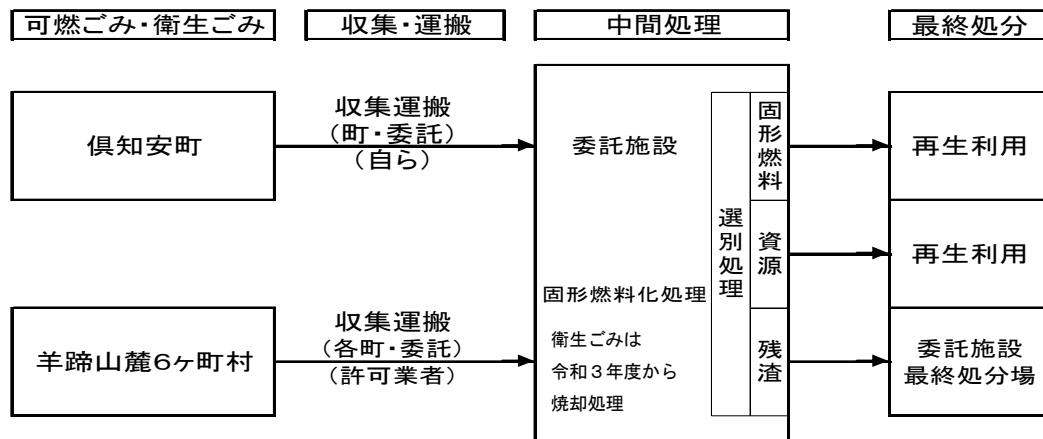 可燃ごみ・衛生ごみ
収集・運搬
中間処理
最終処分
倶知安町
収集運搬
（町・委託）
（自ら）
委託施設
固形燃料化処理
衛生ごみは
令和３年度から
焼却処理
選別処理
固形燃料
資源
残渣
再生利用
再生利用
委託施設
最終処分場
羊蹄山麓6ヶ町村
収集運搬
（各町・委託）
（許可業者）